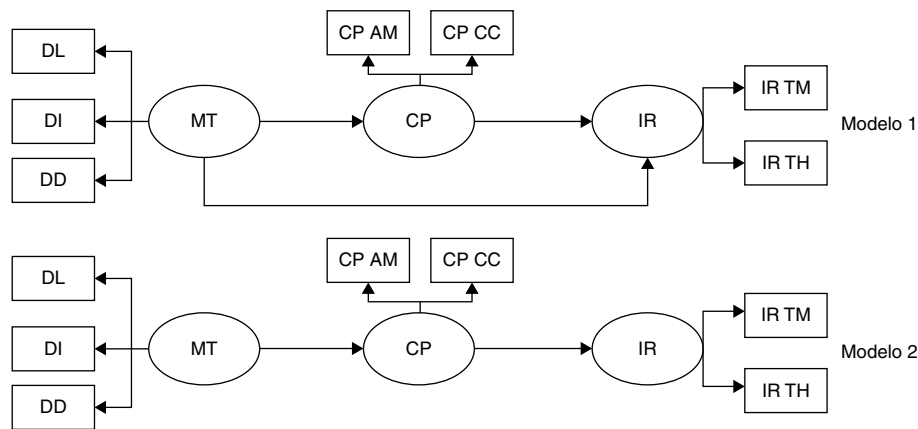 CP AM
CP CC
DL
DI
DD
MT
CP
IR
IR TM
IR TH
Modelo 1
CP AM
CP CC
DL
DI
DD
MT
CP
IR
IR TM
IR TH
Modelo 2